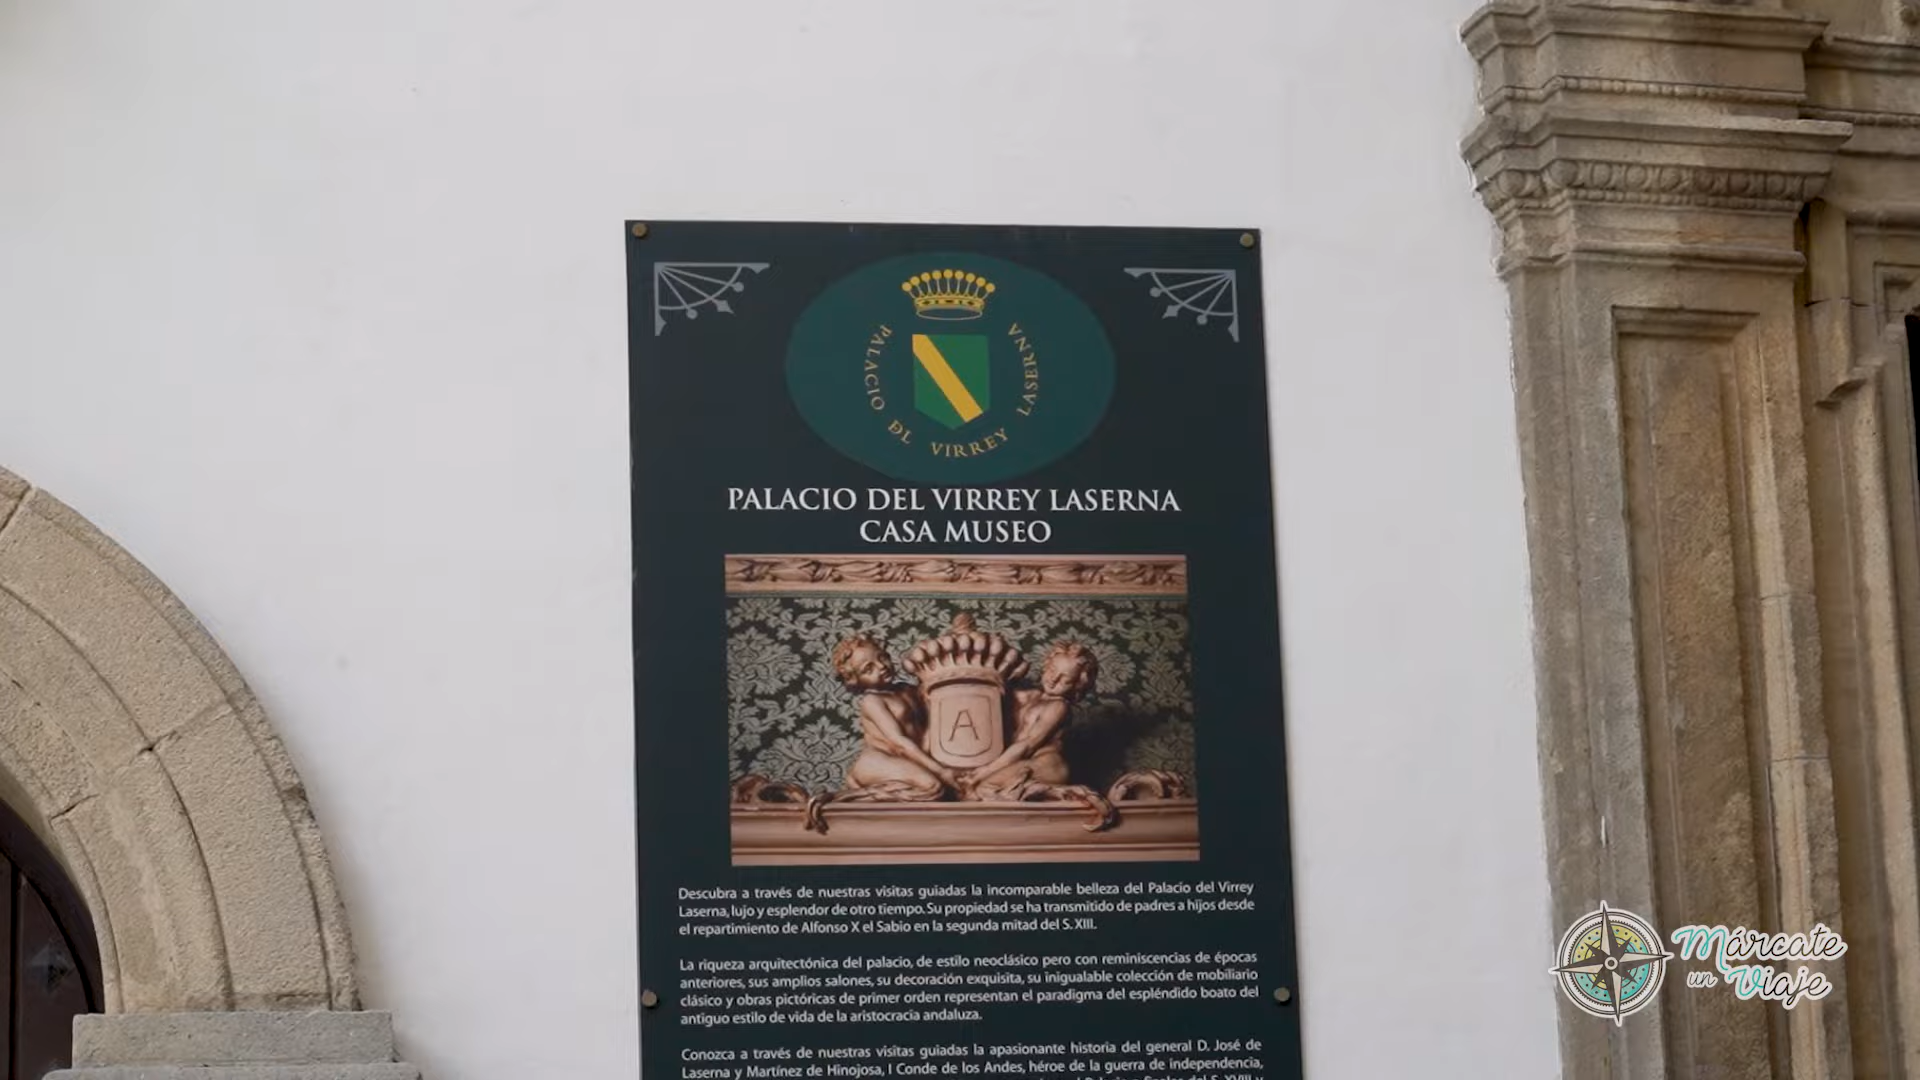 PALACIO DEL VIRREY LASERNA
PALACIO DEL VIRREY LASERNA
CASA MUSEO
A
Descubra a través de nuestras visitas guiadas la incomparable belleza del Palacio del Virrey
Laserna, lujo y esplendor de otro tiempo. Su propiedad se ha transmitido de padres a hijos desde
el repartimiento de Alfonso X el Sabio en la segunda mitad del S. XIII.
La riqueza arquitectónica del palacio, de estilo neoclásico pero con reminiscencias de épocas
anteriores, sus amplios salones, su decoración exquisita, su inigualable colección de mobiliario
clásico y obras pictóricas de primer orden representan el paradigma del espléndido boato del
antiguo estilo de vida de la aristocracia andaluza.
Conozca a través de nuestras visitas guiadas la apasionante historia del general D. José de
Laserna y Martínez de Hinojosa, I Conde de los Andes, héroe de la guerra de independencia,
Márcate
un Viaje